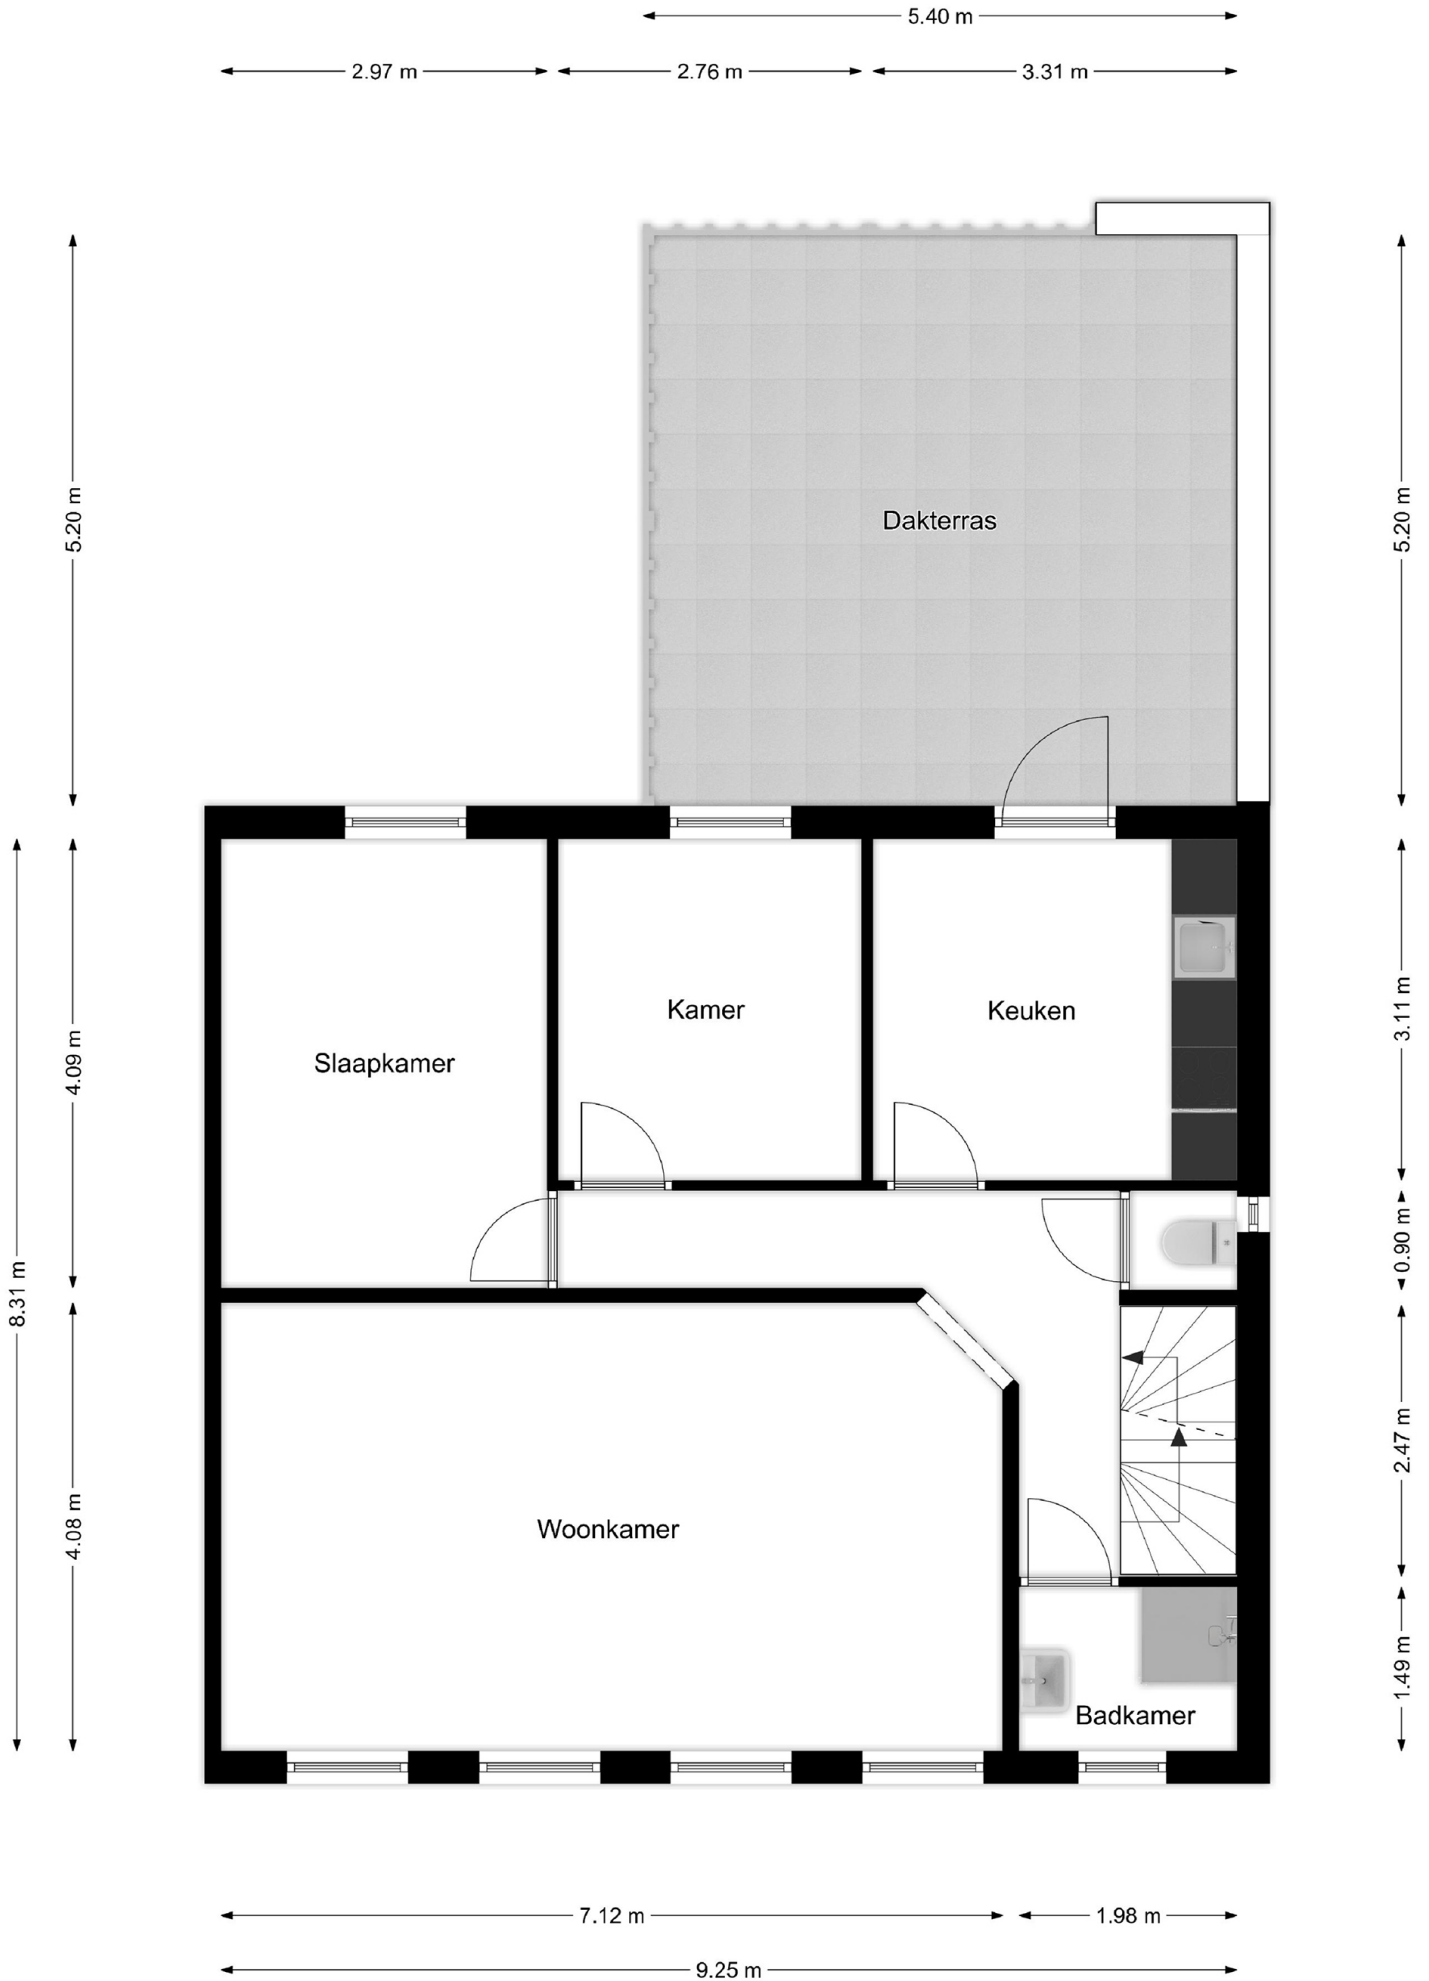 5.40 m
2.97 m
2.76 m
3.31 m
5.20 m
5.20 m
Dakterras
8.31 m
4.09 m
3.11 m
Kamer
Keuken
Slaapkamer
0.90 m
2.47 m
4.08 m
Woonkamer
1.49 m
Badkamer
7.12 m
1.98 m
9.25 m